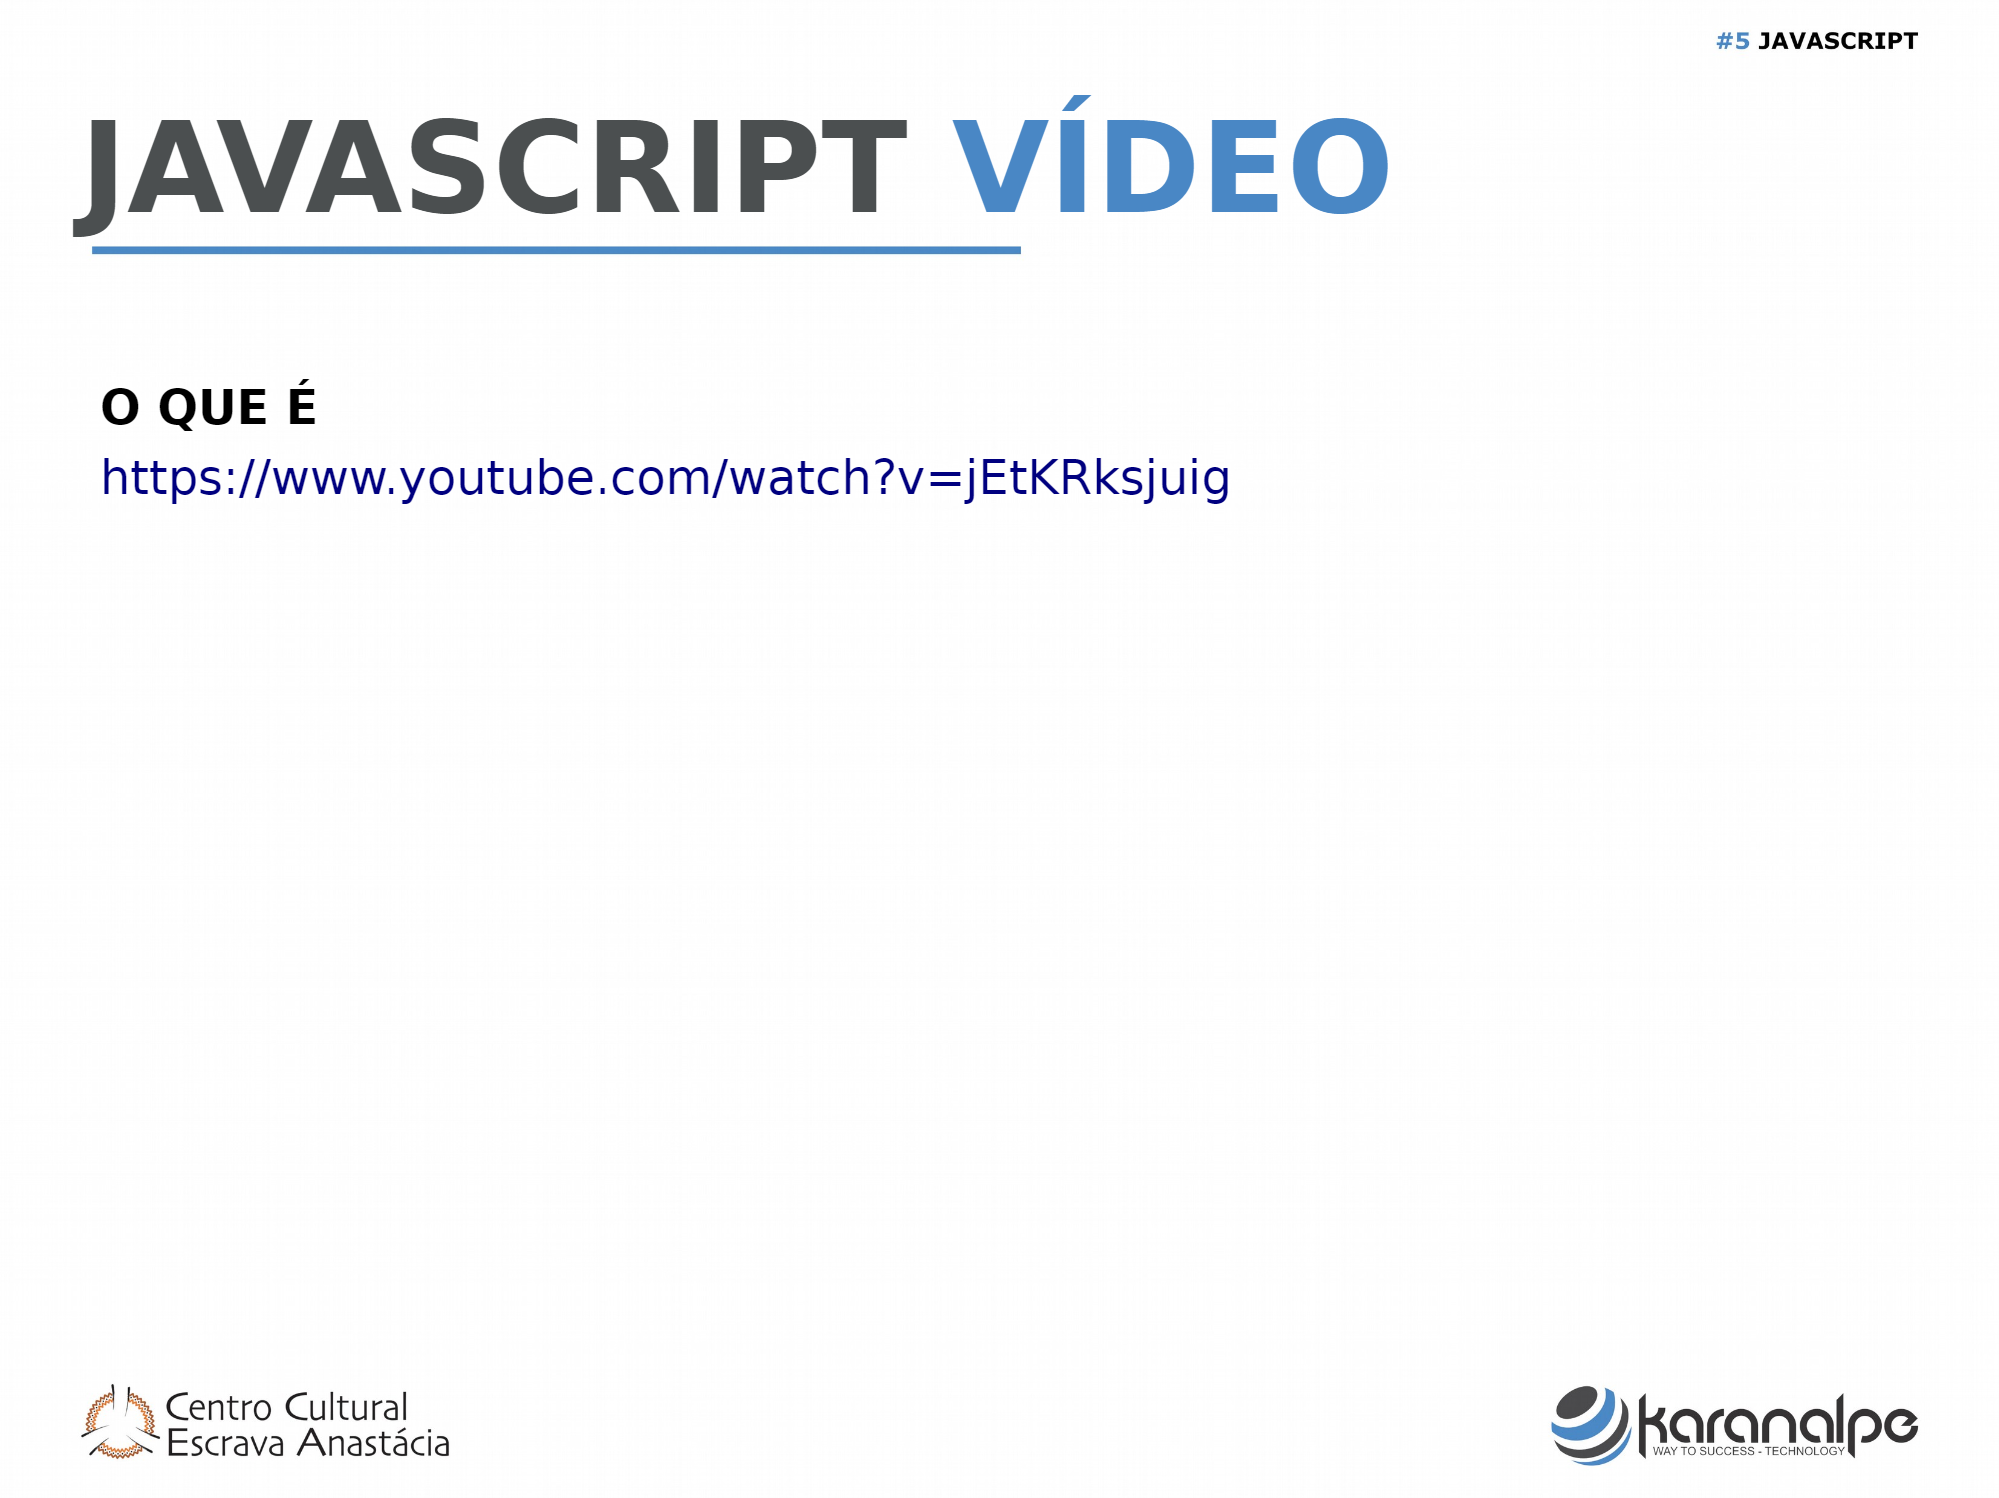 #5 JAVASCRIPT
JAVASCRIPT VÍDEO
O QUE É
https://www.youtube.com/watch?v=jEtKRksjuig
Centro Cultural
Escrava Anastácia
karanalpe
WAY TO SUCCESS - TECHNOLOGY